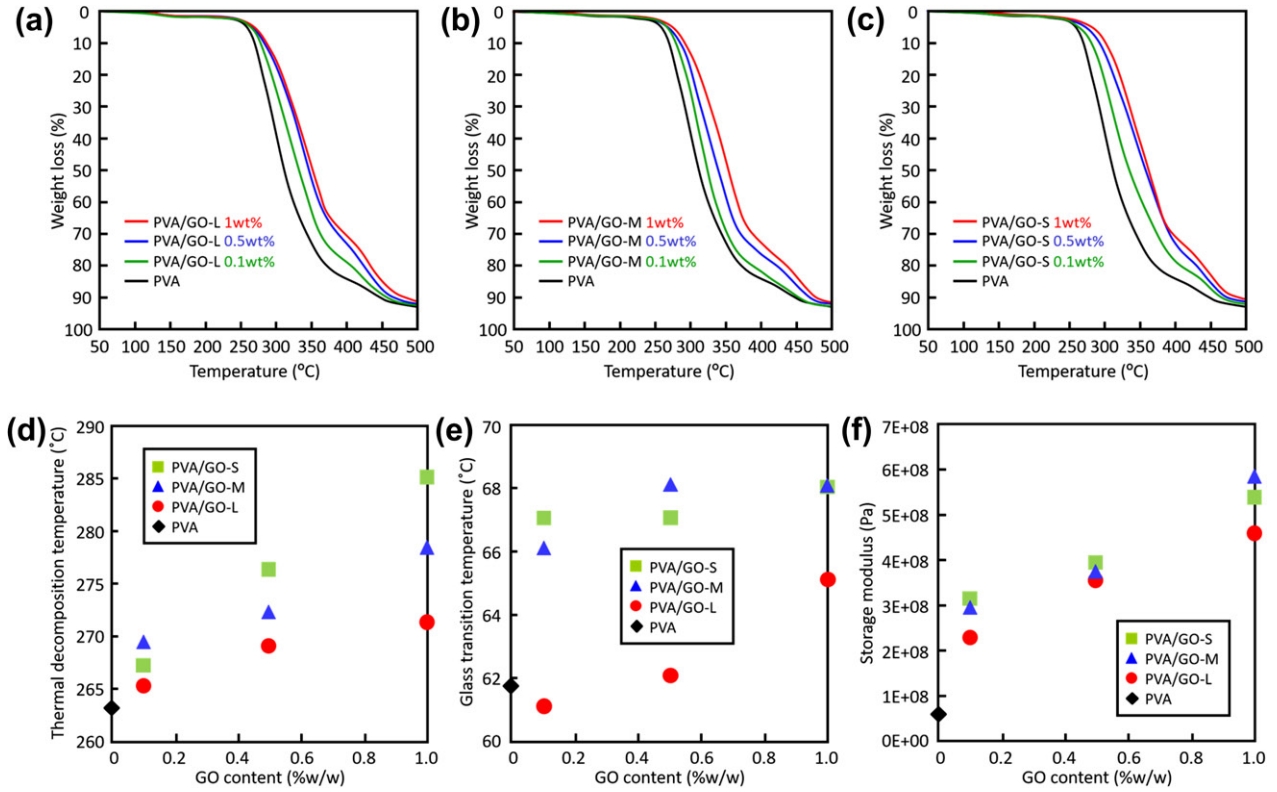 (a)
0
10
20
30
40
50
60
70
80
90
100
Weight loss (%)
PVA/GO-L 1wt%
PVA/GO-L 0.5wt%
PVA/GO-L 0.1wt%
PVA
50 100 150 200 250 300 350 400 450 500
Temperature (°C)
(b)
0
10
20
30
40
50
60
70
80
90
100
Weight loss (%)
PVA/GO-M 1wt%
PVA/GO-M 0.5wt%
PVA/GO-M 0.1wt%
PVA
50 100 150 200 250 300 350 400 450 500
Temperature (°C)
(c)
0
10
20
30
40
50
60
70
80
90
100
Weight loss (%)
PVA/GO-S 1wt%
PVA/GO-S 0.5wt%
PVA/GO-S 0.1wt%
PVA
50 100 150 200 250 300 350 400 450 500
Temperature (°C)
(d)
290
285
280
275
270
265
260
Thermal decomposition temperature (°C)
PVA/GO-S
PVA/GO-M
PVA/GO-L
PVA
0 0.2 0.4 0.6 0.8 1.0
GO content (%w/w)
(e)
70
68
66
64
62
60
Glass transition temperature (°C)
PVA/GO-S
PVA/GO-M
PVA/GO-L
PVA
0 0.2 0.4 0.6 0.8 1.0
GO content (%w/w)
(f)
7E+08
6E+08
5E+08
4E+08
3E+08
2E+08
1E+08
0E+00
Storage modulus (Pa)
PVA/GO-S
PVA/GO-M
PVA/GO-L
PVA
0 0.2 0.4 0.6 0.8 1.0
GO content (%w/w)